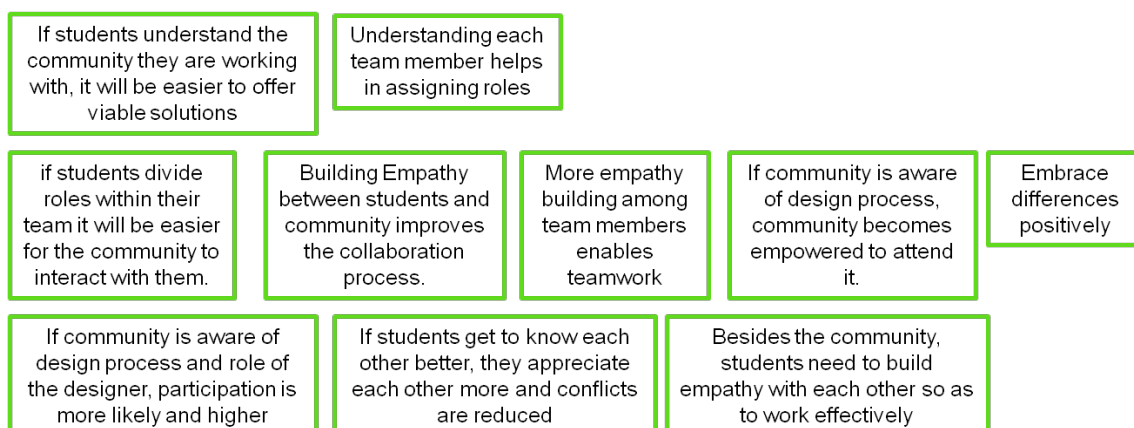 If students understand the
community they are working
with, it will be easier to offer
viable solutions
Understanding each
team member helps
in assigning roles
if students divide
roles within their
team it will be easier
for the community to
interact with them.
Building Empathy
between students and
community improves
the collaboration
process.
More empathy
building among
team members
enables
teamwork
If community is aware
of design process,
community becomes
empowered to attend
it.
Embrace
differences
positively
If community is aware of
design process and role of
the designer, participation is
more likely and higher
If students get to know each
other better, they appreciate
each other more and conflicts
are reduced
Besides the community,
students need to build
empathy with each other so as
to work effectively